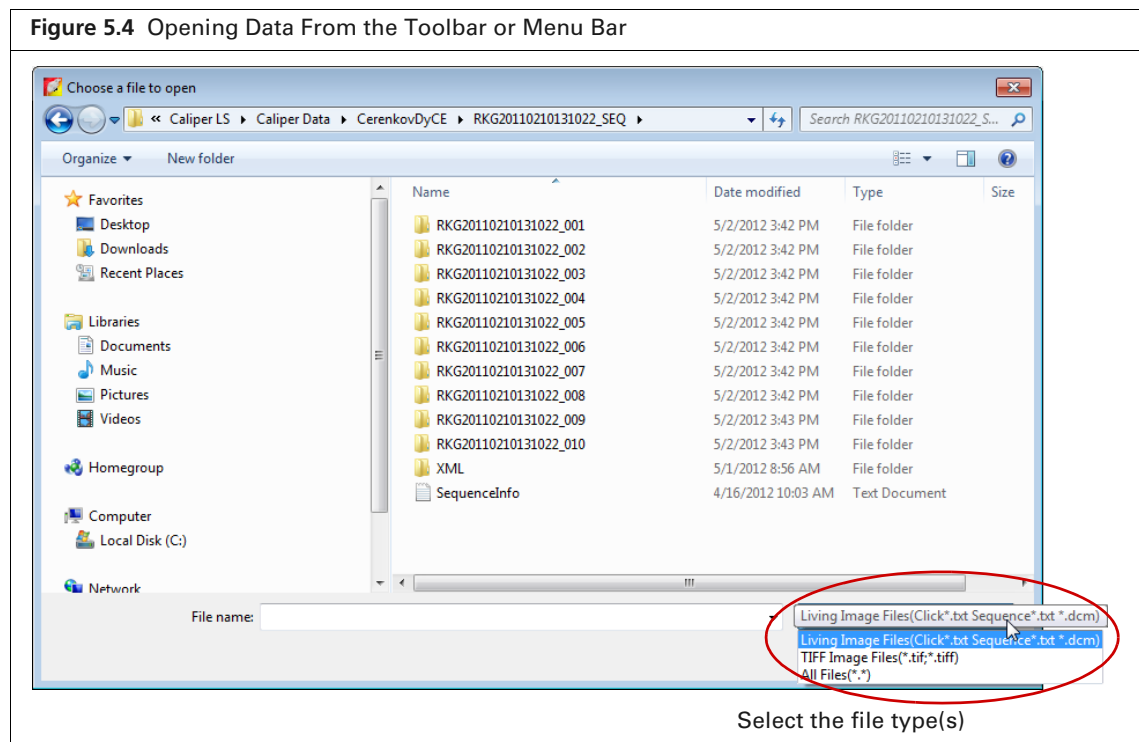 Figure 5.4 Opening Data From the Toolbar or Menu Bar
Choose a file to open
« Caliper LS ▸ Caliper Data ▸ CerenkovDyCE ▸ RKG20110210131022_SEQ ▸
Search RKG20110210131022_S...
Organize ▾ New folder
Name Date modified Type Size
Favorites
Desktop
Downloads
Recent Places
Libraries
Documents
Music
Pictures
Videos
Homegroup
Computer
Local Disk (C:)
Network
RKG20110210131022_001 5/2/2012 3:42 PM File folder
RKG20110210131022_002 5/2/2012 3:42 PM File folder
RKG20110210131022_003 5/2/2012 3:42 PM File folder
RKG20110210131022_004 5/2/2012 3:42 PM File folder
RKG20110210131022_005 5/2/2012 3:42 PM File folder
RKG20110210131022_006 5/2/2012 3:42 PM File folder
RKG20110210131022_007 5/2/2012 3:42 PM File folder
RKG20110210131022_008 5/2/2012 3:42 PM File folder
RKG20110210131022_009 5/2/2012 3:43 PM File folder
RKG20110210131022_010 5/2/2012 3:43 PM File folder
XML 5/1/2012 8:56 AM File folder
SequenceInfo 4/16/2012 10:03 AM Text Document
File name:
Living Image Files(Click*.txt Sequence*.txt *.dcm)
Living Image Files(Click*.txt Sequence*.txt *.dcm)
TIFF Image Files(*.tif;*.tiff)
All Files(*.*)
Select the file type(s)